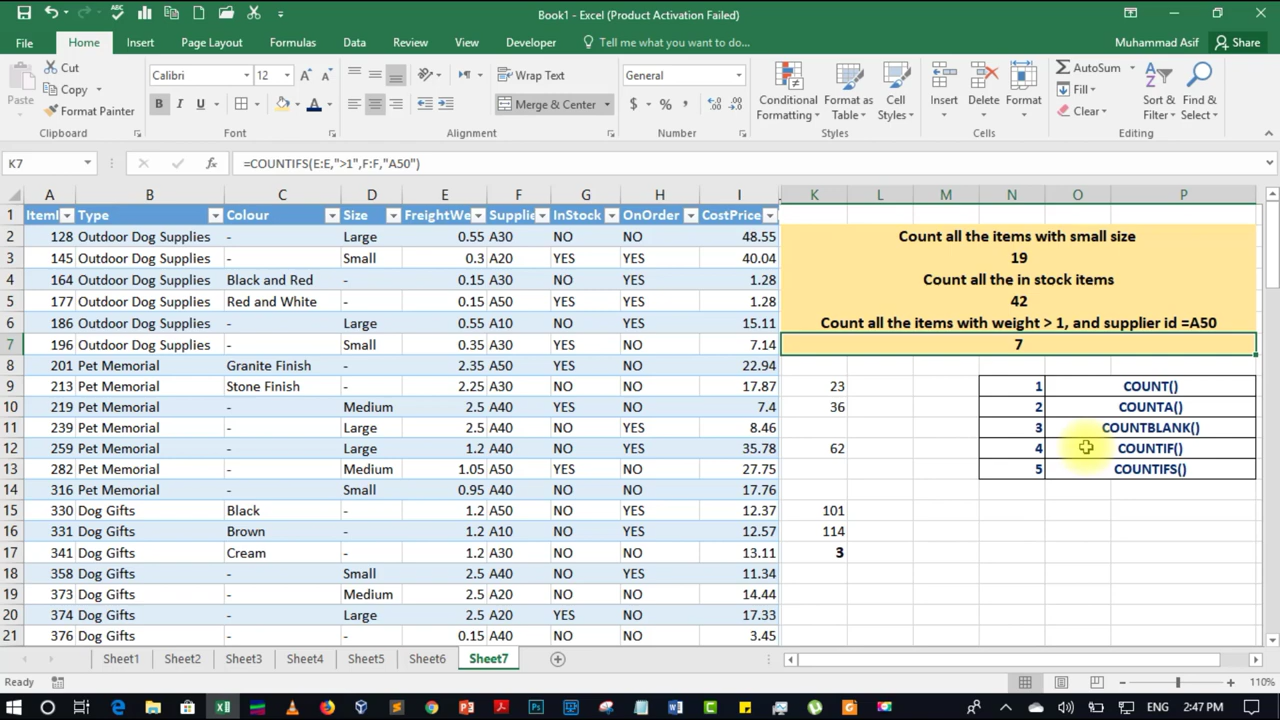 Book1 - Excel (Product Activation Failed)
File Home Insert Page Layout Formulas Data Review View Developer Tell me what you want to do... Muhammad Asif Share
Paste Cut Copy Format Painter Clipboard
Calibri 12 B I U A Font
Wrap Text Merge & Center Alignment
General $ % , Number
Conditional Formatting Format as Table Cell Styles Styles
Insert Delete Format Cells
AutoSum Fill Clear Sort & Filter Find & Select Editing
K7 fx =COUNTIFS(E:E,">1",F:F,"A50")
A B C D E F G H I K L M N O P
1 ItemI Type Colour Size FreightWe Supplie InStock OnOrder CostPrice
2 128 Outdoor Dog Supplies - Large 0.55 A30 NO NO 48.55 Count all the items with small size
3 145 Outdoor Dog Supplies - Small 0.3 A20 YES YES 40.04 19
4 164 Outdoor Dog Supplies Black and Red - 0.15 A30 NO YES 1.28 Count all the in stock items
5 177 Outdoor Dog Supplies Red and White - 0.15 A50 YES YES 1.28 42
6 186 Outdoor Dog Supplies - Large 0.55 A10 NO YES 15.11 Count all the items with weight > 1, and supplier id =A50
7 196 Outdoor Dog Supplies - Small 0.35 A30 NO YES 7.14 7
8 201 Pet Memorial Granite Finish - 2.35 A50 YES NO 22.94
9 213 Pet Memorial Stone Finish - 2.25 A30 NO NO 17.87 23 1 COUNT()
10 219 Pet Memorial - Medium 2.5 A40 YES NO 7.4 36 2 COUNTA()
11 239 Pet Memorial - Large 2.5 A40 NO YES 8.46 3 COUNTBLANK()
12 259 Pet Memorial - Large 1.2 A40 YES YES 35.78 62 4 COUNTIF()
13 282 Pet Memorial - Medium 1.05 A50 YES YES 27.75 5 COUNTIFS()
14 316 Pet Memorial - Small 0.95 A40 NO NO 17.76
15 330 Dog Gifts Black - 1.2 A50 NO YES 12.37 101
16 331 Dog Gifts Brown - 1.2 A10 NO YES 12.57 114
17 341 Dog Gifts Cream - 1.2 A30 NO NO 13.11 3
18 358 Dog Gifts - Small 2.5 A40 NO YES 11.34
19 373 Dog Gifts - Medium 2.5 A20 NO NO 14.44
20 374 Dog Gifts - Large 2.5 A20 YES NO 17.33
21 376 Dog Gifts - - 0.15 A40 NO NO 3.45
Sheet1 Sheet2 Sheet3 Sheet4 Sheet5 Sheet6 Sheet7
Ready 110%
ENG 2:47 PM